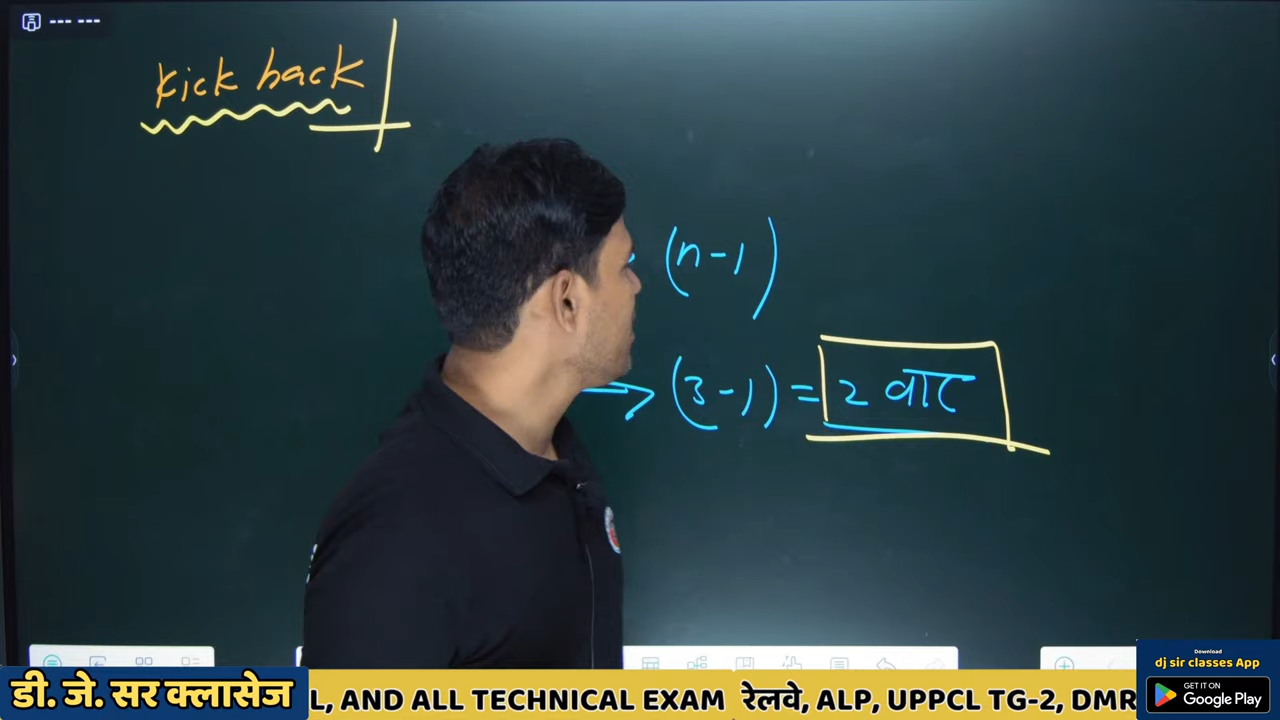 kick back
(n-1)
(3-1) = 2 वार
डी. जे. सर क्लासेज
L, AND ALL TECHNICAL EXAM रेलवे, ALP, UPPCL TG-2, DMR
Download
dj sir classes App
GET IT ON
Google Play